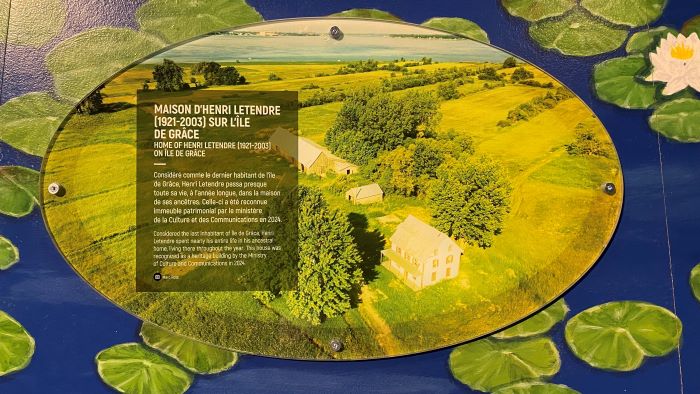 MAISON D'HENRI LETENDRE
(1921-2003) SUR L'ÎLE
DE GRÂCE
HOME OF HENRI LETENDRE (1921-2003)
ON ÎLE DE GRÂCE
Considéré comme le dernier habitant de l'île
de Grâce, Henri Letendre passa presque
toute sa vie, à l'année longue, dans la maison
de ses ancêtres. Celle-ci a été reconnue
immeuble patrimonial par le ministère
de la Culture et des Communications en 2024.
Considered the last inhabitant of Île de Grâce, Henri
Letendre spent nearly his entire life in his ancestral
home, living there throughout the year. This house was
recognized as a heritage building by the Ministry
of Culture and Communications in 2024.